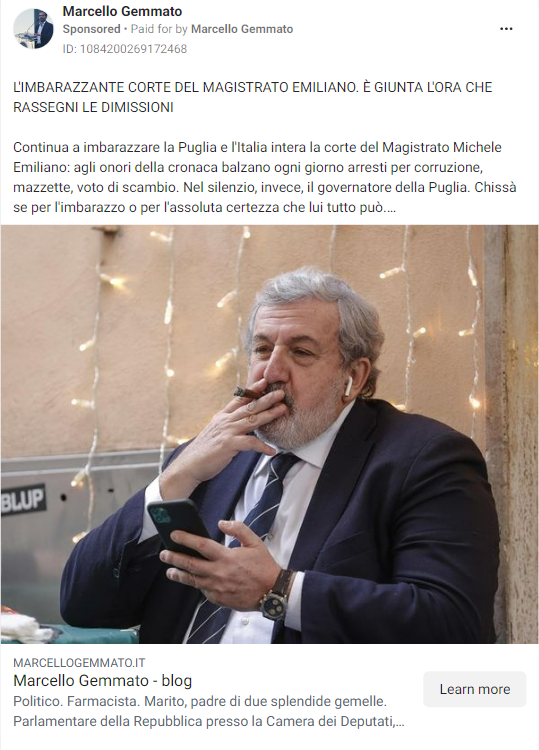 Marcello Gemmato
Sponsored • Paid for by Marcello Gemmato
ID: 1084200269172468
L'IMBARAZZANTE CORTE DEL MAGISTRATO EMILIANO. È GIUNTA L'ORA CHE
RASSEGNI LE DIMISSIONI
Continua a imbarazzare la Puglia e l'Italia intera la corte del Magistrato Michele
Emiliano: agli onori della cronaca balzano ogni giorno arresti per corruzione,
mazzette, voto di scambio. Nel silenzio, invece, il governatore della Puglia. Chissà
se per l'imbarazzo o per l'assoluta certezza che lui tutto può....
BLUP
MARCELLOGEMMATO.IT
Marcello Gemmato - blog
Politico. Farmacista. Marito, padre di due splendide gemelle.
Parlamentare della Repubblica presso la Camera dei Deputati,...
Learn more